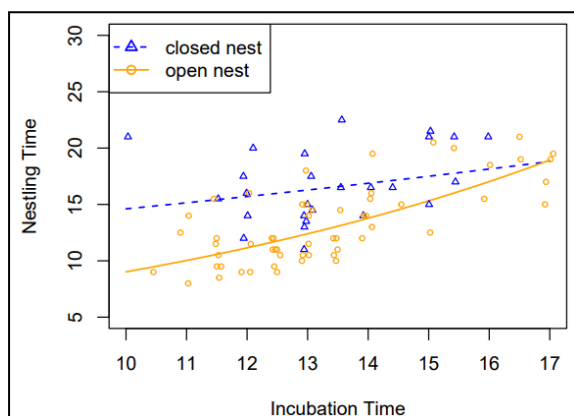 closed nest
open nest
Nestling Time
30
25
20
15
10
5
10 11 12 13 14 15 16 17
Incubation Time